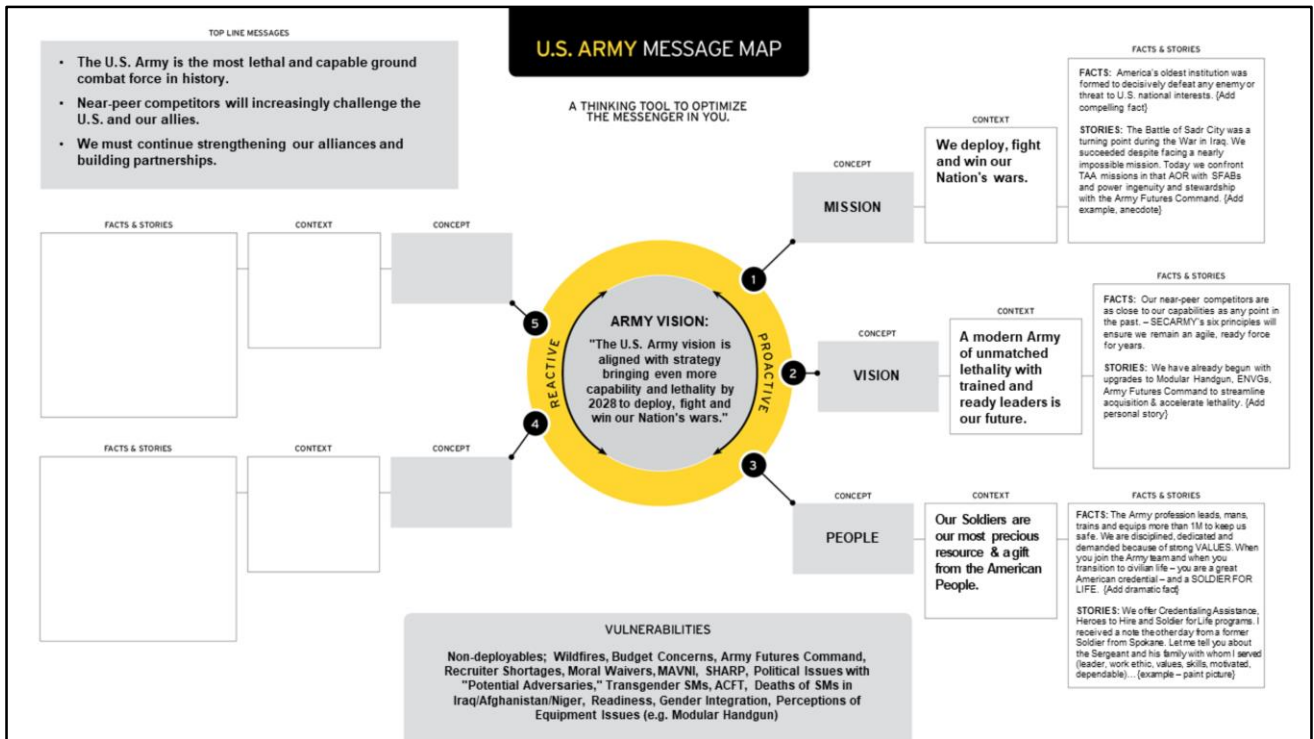 U.S. ARMY MESSAGE MAP
A THINKING TOOL TO OPTIMIZE
THE MESSENGER IN YOU.
TOP LINE MESSAGES
• The U.S. Army is the most lethal and capable ground
combat force in history.
• Near-peer competitors will increasingly challenge the
U.S. and our allies.
• We must continue strengthening our alliances and
building partnerships.
CONCEPT
MISSION
CONTEXT
We deploy, fight
and win our
Nation's wars.
FACTS & STORIES
FACTS: America's oldest institution was
formed to decisively defeat any enemy or
threat to U.S. national interests. {Add
compelling fact}
STORIES: The Battle of Sadr City was a
turning point during the War in Iraq. We
succeeded despite facing a nearly
impossible mission. Today we confront
TAA missions in that AOR with SFABs
and power ingenuity and stewardship
with the Army Futures Command. {Add
example, anecdote}
FACTS & STORIES
CONTEXT
CONCEPT
1
2
3
4
5
REACTIVE
PROACTIVE
ARMY VISION:
"The U.S. Army vision is
aligned with strategy
bringing even more
capability and lethality by
2028 to deploy, fight and
win our Nation's wars."
CONCEPT
VISION
CONTEXT
A modern Army
of unmatched
lethality with
trained and
ready leaders is
our future.
FACTS & STORIES
FACTS: Our near-peer competitors are
as close to our capabilities as any point in
the past. – SECARMY's six principles will
ensure we remain an agile, ready force
for years.
STORIES: We have already begun with
upgrades to Modular Handgun, ENVGs,
Army Futures Command to streamline
acquisition & accelerate lethality. {Add
personal story}
FACTS & STORIES
CONTEXT
CONCEPT
CONCEPT
PEOPLE
CONTEXT
Our Soldiers are
our most precious
resource & a gift
from the American
People.
FACTS & STORIES
FACTS: The Army profession leads, mans,
trains and equips more than 1M to keep us
safe. We are disciplined, dedicated and
demanded because of strong VALUES. When
you join the Army team and when you
transition to civilian life – you are a great
American credential – and a SOLDIER FOR
LIFE. {Add dramatic fact}
STORIES: We offer Credentialing Assistance,
Heroes to Hire and Soldier for Life programs. I
received a note the other day from a former
Soldier from Spokane. Let me tell you about
the Sergeant and his family with whom I served
(leader, work ethic, values, skills, motivated,
dependable)… {example – paint picture}
VULNERABILITIES
Non-deployables; Wildfires, Budget Concerns, Army Futures Command,
Recruiter Shortages, Moral Waivers, MAVNI, SHARP, Political Issues with
"Potential Adversaries," Transgender SMs, ACFT, Deaths of SMs in
Iraq/Afghanistan/Niger, Readiness, Gender Integration, Perceptions of
Equipment Issues (e.g. Modular Handgun)